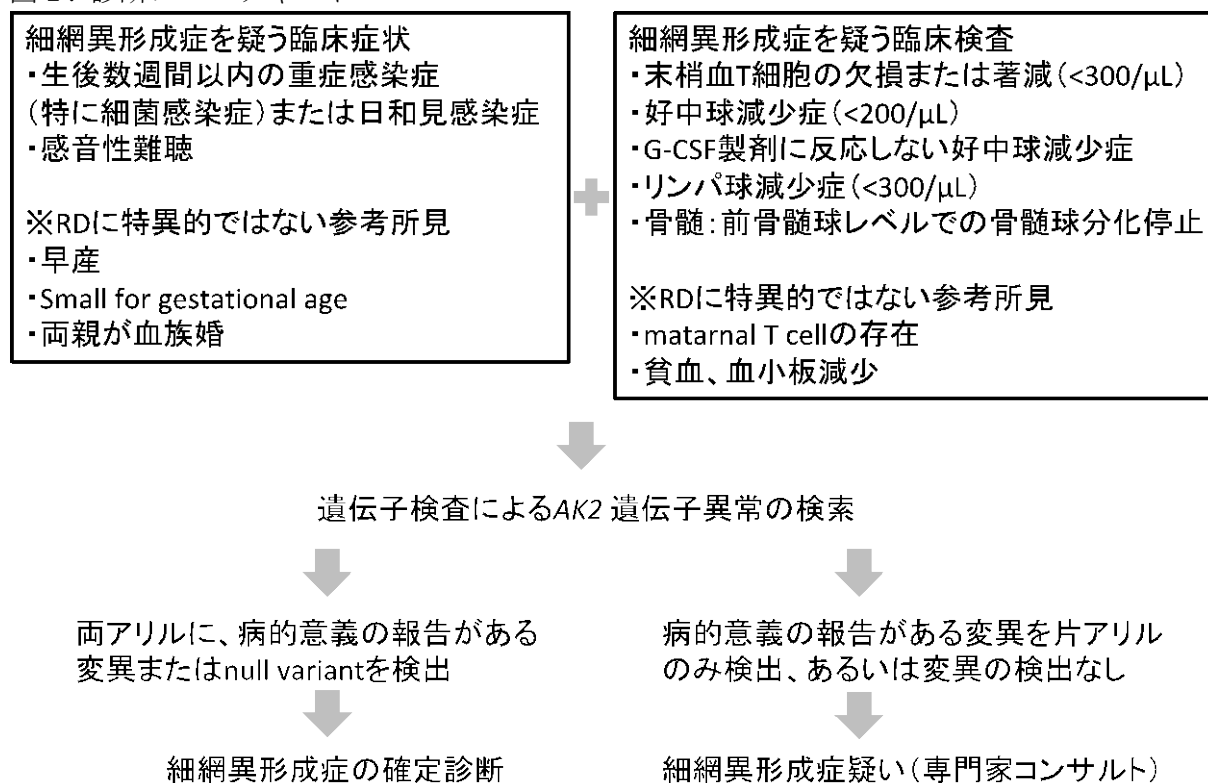 細網異形成症を疑う臨床症状
・生後数週間以内の重症感染症
(特に細菌感染症)または日和見感染症
・感音性難聴
※RDに特異的ではない参考所見
・早産
・Small for gestational age
・両親が血族婚
細網異形成症を疑う臨床検査
・末梢血T細胞の欠損または著減(<300/μL)
・好中球減少症(<200/μL)
・G-CSF製剤に反応しない好中球減少症
・リンパ球減少症(<300/μL)
・骨髄:前骨髄球レベルでの骨髄球分化停止
※RDに特異的ではない参考所見
・matarnal T cellの存在
・貧血、血小板減少
遺伝子検査によるAK2 遺伝子異常の検索
両アリルに、病的意義の報告がある
変異またはnull variantを検出
細網異形成症の確定診断
病的意義の報告がある変異を片アリル
のみ検出、あるいは変異の検出なし
細網異形成症疑い(専門家コンサルト)